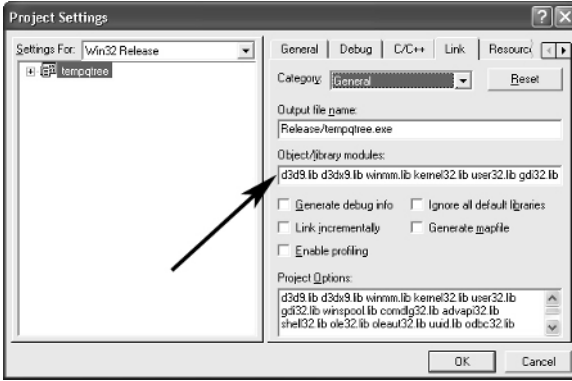 Project Settings
Settings For: Win32 Release
tempqtree
General Debug C/C++ Link Resourc
Category: General Reset
Output file name:
Release/tempqtree.exe
Object/library modules:
d3d9.lib d3dx9.lib winmm.lib kernel32.lib user32.lib gdi32.lib
Generate debug info Ignore all default libraries
Link incrementally Generate mapfile
Enable profiling
Project Options:
d3d9.lib d3dx9.lib winmm.lib kernel32.lib user32.lib
gdi32.lib winspool.lib comdlg32.lib advapi32.lib
shell32.lib ole32.lib oleaut32.lib uuid.lib odbc32.lib
OK Cancel